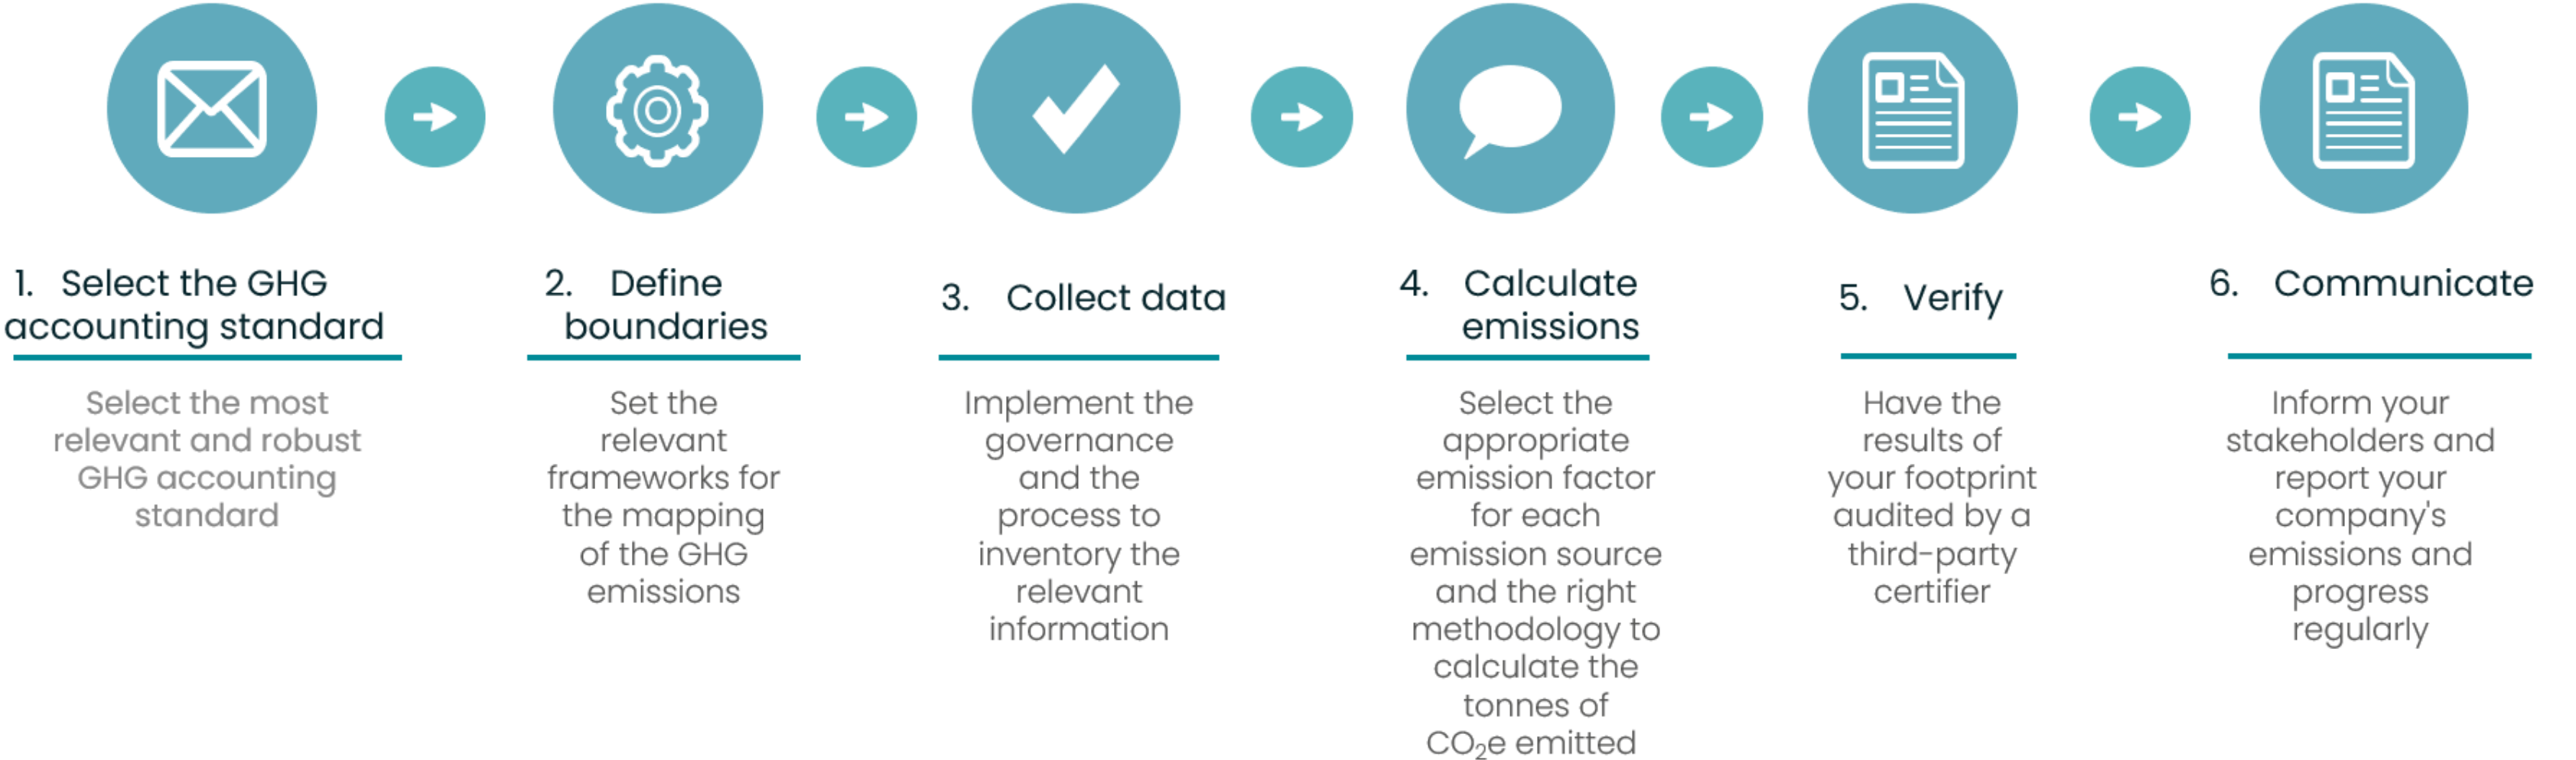 1. Select the GHG
accounting standard
Select the most
relevant and robust
GHG accounting
standard
2. Define
boundaries
Set the
relevant
frameworks for
the mapping
of the GHG
emissions
3. Collect data
Implement the
governance
and the
process to
inventory the
relevant
information
4. Calculate
emissions
Select the
appropriate
emission factor
for each
emission source
and the right
methodology to
calculate the
tonnes of
CO₂e emitted
5. Verify
Have the
results of
your footprint
audited by a
third-party
certifier
6. Communicate
Inform your
stakeholders and
report your
company's
emissions and
progress
regularly